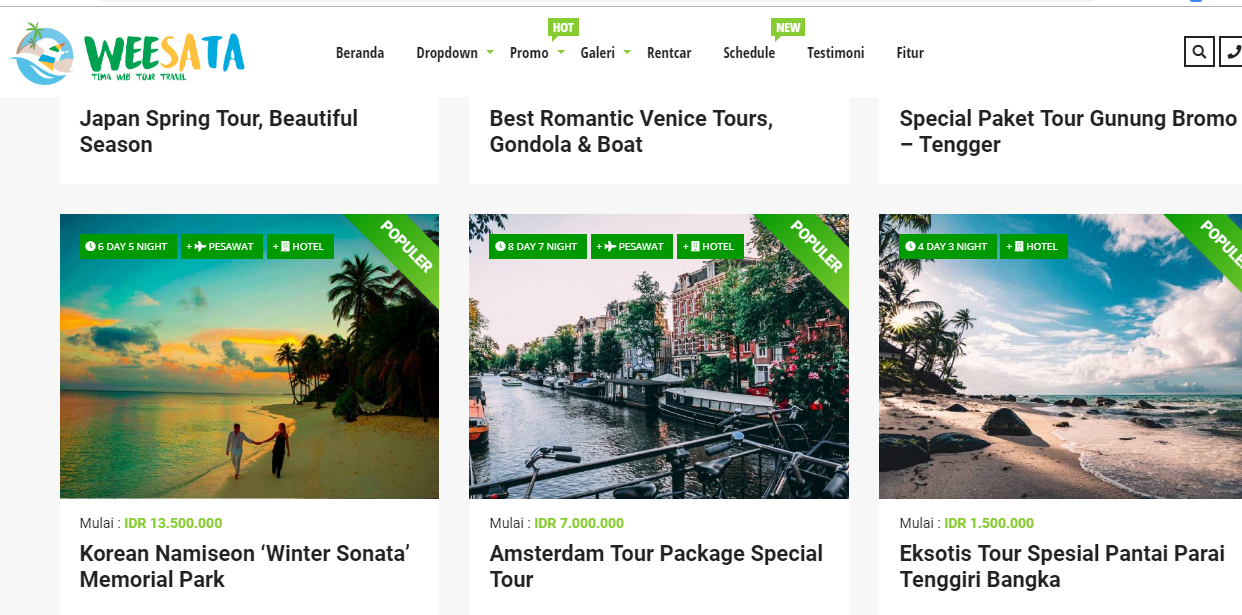 WEESATA
TEMA WEB TOUR TRAVEL
Beranda
Dropdown
HOT
Promo
Galeri
Rentcar
NEW
Schedule
Testimoni
Fitur
Japan Spring Tour, Beautiful
Season
Best Romantic Venice Tours,
Gondola & Boat
Special Paket Tour Gunung Bromo
– Tengger
6 DAY 5 NIGHT
+ PESAWAT
+ HOTEL
POPULER
Mulai : IDR 13.500.000
Korean Namiseon ‘Winter Sonata’
Memorial Park
8 DAY 7 NIGHT
+ PESAWAT
+ HOTEL
POPULER
Mulai : IDR 7.000.000
Amsterdam Tour Package Special
Tour
4 DAY 3 NIGHT
+ HOTEL
POPULER
Mulai : IDR 1.500.000
Eksotis Tour Spesial Pantai Parai
Tenggiri Bangka